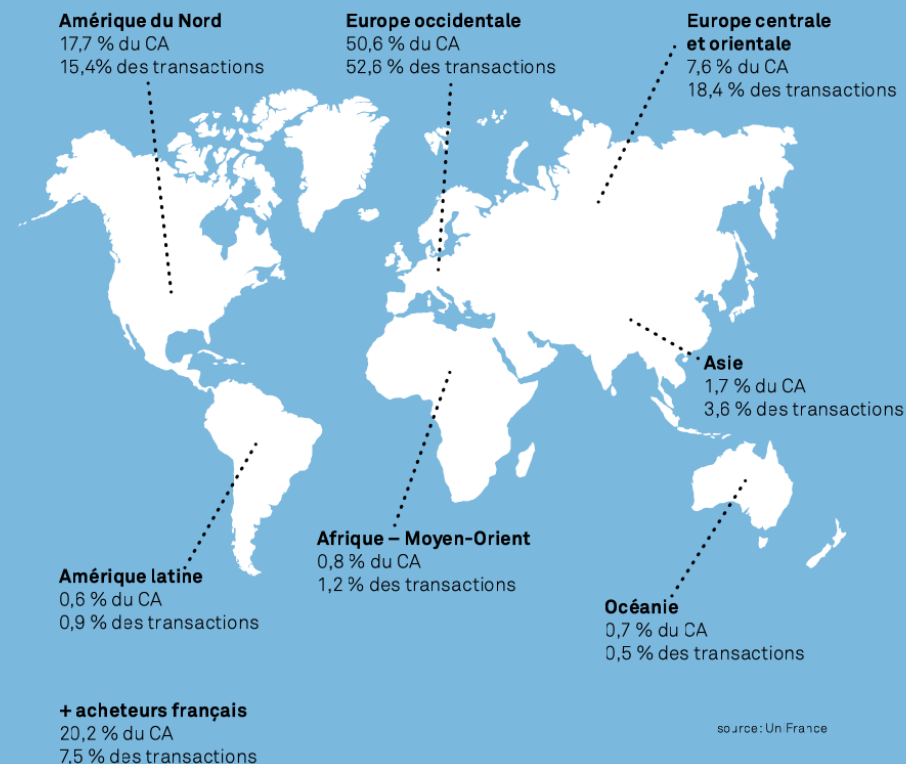 Amérique du Nord
17,7 % du CA
15,4% des transactions
Europe occidentale
50,6 % du CA
52,6 % des transactions
Europe centrale
et orientale
7,6 % du CA
18,4 % des transactions
Asie
1,7 % du CA
3,6 % des transactions
Afrique – Moyen-Orient
0,8 % du CA
1,2 % des transactions
Amérique latine
0,6 % du CA
0,9 % des transactions
Océanie
0,7 % du CA
0,5 % des transactions
+ acheteurs français
20,2 % du CA
7,5 % des transactions
source: UniFrance